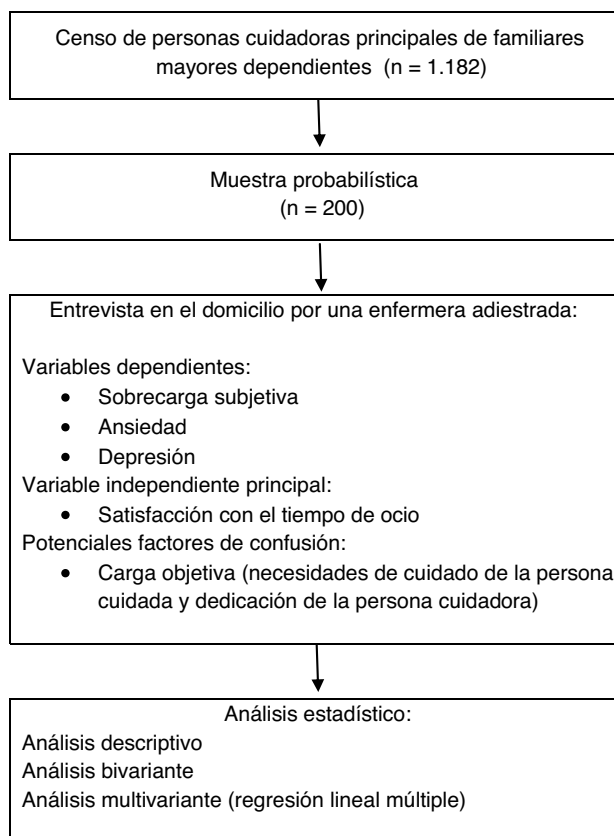 Censo de personas cuidadoras principales de familiares
mayores dependientes (n = 1.182)
Muestra probabilística
(n = 200)
Entrevista en el domicilio por una enfermera adiestrada:
Variables dependientes:
• Sobrecarga subjetiva
• Ansiedad
• Depresión
Variable independiente principal:
• Satisfacción con el tiempo de ocio
Potenciales factores de confusión:
• Carga objetiva (necesidades de cuidado de la persona
cuidada y dedicación de la persona cuidadora)
Análisis estadístico:
Análisis descriptivo
Análisis bivariante
Análisis multivariante (regresión lineal múltiple)